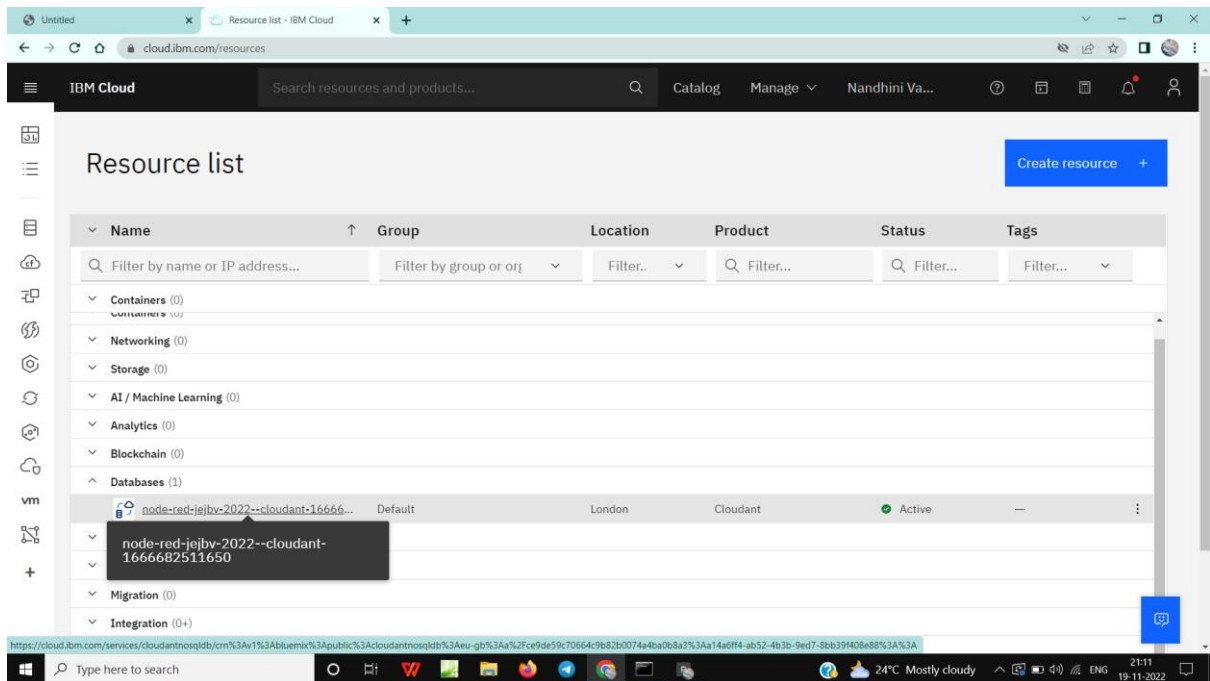 Untitled
Resource list - IBM Cloud
cloud.ibm.com/resources
IBM Cloud
Search resources and products...
Catalog
Manage
Nandhini Va...
Resource list
Create resource +
Name
Group
Location
Product
Status
Tags
Filter by name or IP address...
Filter by group or org
Filter..
Filter...
Filter...
Filter...
Containers (0)
Containers (0)
Networking (0)
Storage (0)
AI / Machine Learning (0)
Analytics (0)
Blockchain (0)
Databases (1)
node-red-jejbv-2022--cloudant-16666...
Default
London
Cloudant
Active
—
node-red-jejbv-2022--cloudant-
1666682511650
Migration (0)
Integration (0+)
vm
https://cloud.ibm.com/services/cloudantnosqldb/crn%3Av1%3Abluemix%3Apublic%3Acloudantnosqldb%3Aeu-gb%3Aa%2Fce9de59c70664c9b82b0074a4ba0b8a3%3Aa14a6ff4-ab52-4b3b-9ed7-8bb39f408e88%3A%3A
Type here to search
24°C Mostly cloudy
ENG
21:11
19-11-2022